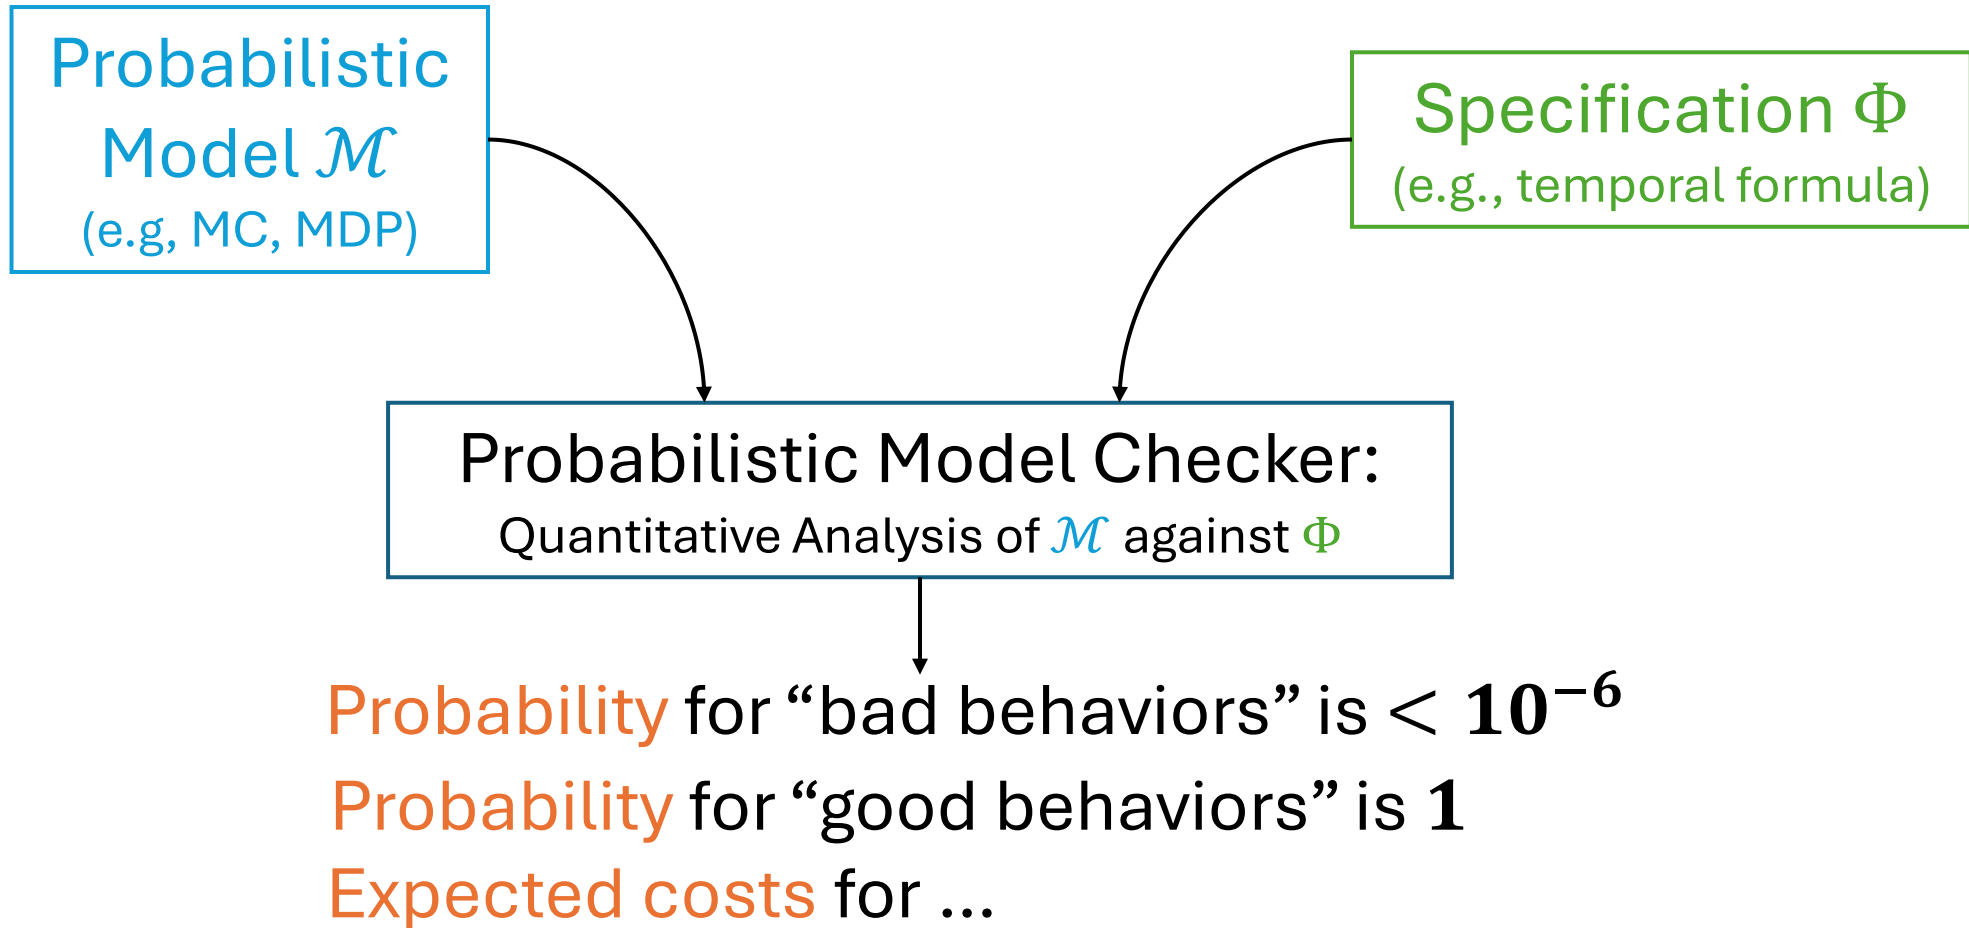 Probabilistic
Model ℳ
(e.g, MC, MDP)
Specification Φ
(e.g., temporal formula)
Probabilistic Model Checker:
Quantitative Analysis of ℳ against Φ
Probability for “bad behaviors” is < 10⁻⁶
Probability for “good behaviors” is 1
Expected costs for ...